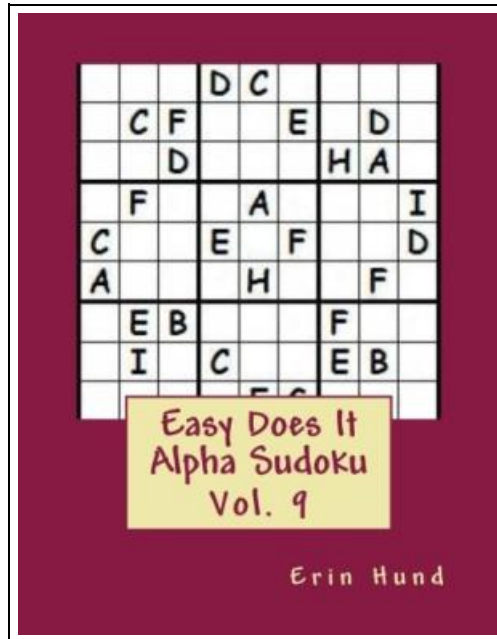 D C
C F E D
D H A
F A I
C E F D
A H F
E B F
I C E B
Easy Does It
Alpha Sudoku
Vol. 9
Erin Hund